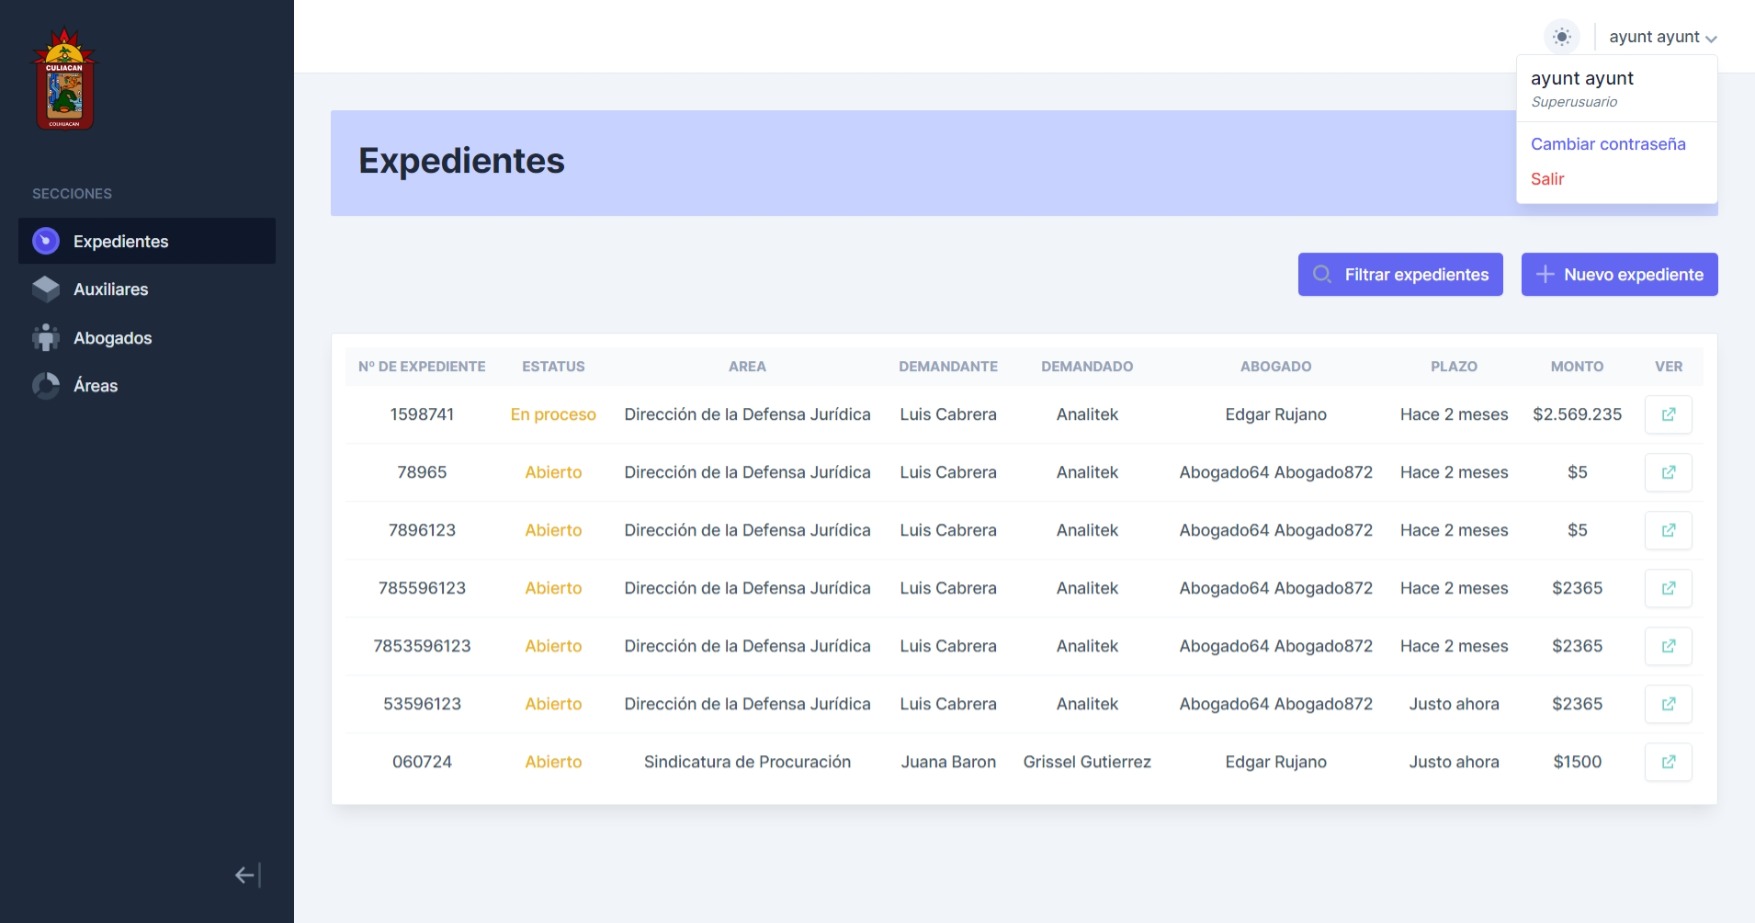 CULIACAN
COLHUACAN
SECCIONES
Expedientes
Auxiliares
Abogados
Áreas
ayunt ayunt
ayunt ayunt
Superusuario
Cambiar contraseña
Salir
Expedientes
Filtrar expedientes
Nuevo expediente
Nº DE EXPEDIENTE ESTATUS AREA DEMANDANTE DEMANDADO ABOGADO PLAZO MONTO VER
1598741 En proceso Dirección de la Defensa Jurídica Luis Cabrera Analitek Edgar Rujano Hace 2 meses $2.569.235
78965 Abierto Dirección de la Defensa Jurídica Luis Cabrera Analitek Abogado64 Abogado872 Hace 2 meses $5
7896123 Abierto Dirección de la Defensa Jurídica Luis Cabrera Analitek Abogado64 Abogado872 Hace 2 meses $5
785596123 Abierto Dirección de la Defensa Jurídica Luis Cabrera Analitek Abogado64 Abogado872 Hace 2 meses $2365
7853596123 Abierto Dirección de la Defensa Jurídica Luis Cabrera Analitek Abogado64 Abogado872 Hace 2 meses $2365
53596123 Abierto Dirección de la Defensa Jurídica Luis Cabrera Analitek Abogado64 Abogado872 Justo ahora $2365
060724 Abierto Sindicatura de Procuración Juana Baron Grissel Gutierrez Edgar Rujano Justo ahora $1500